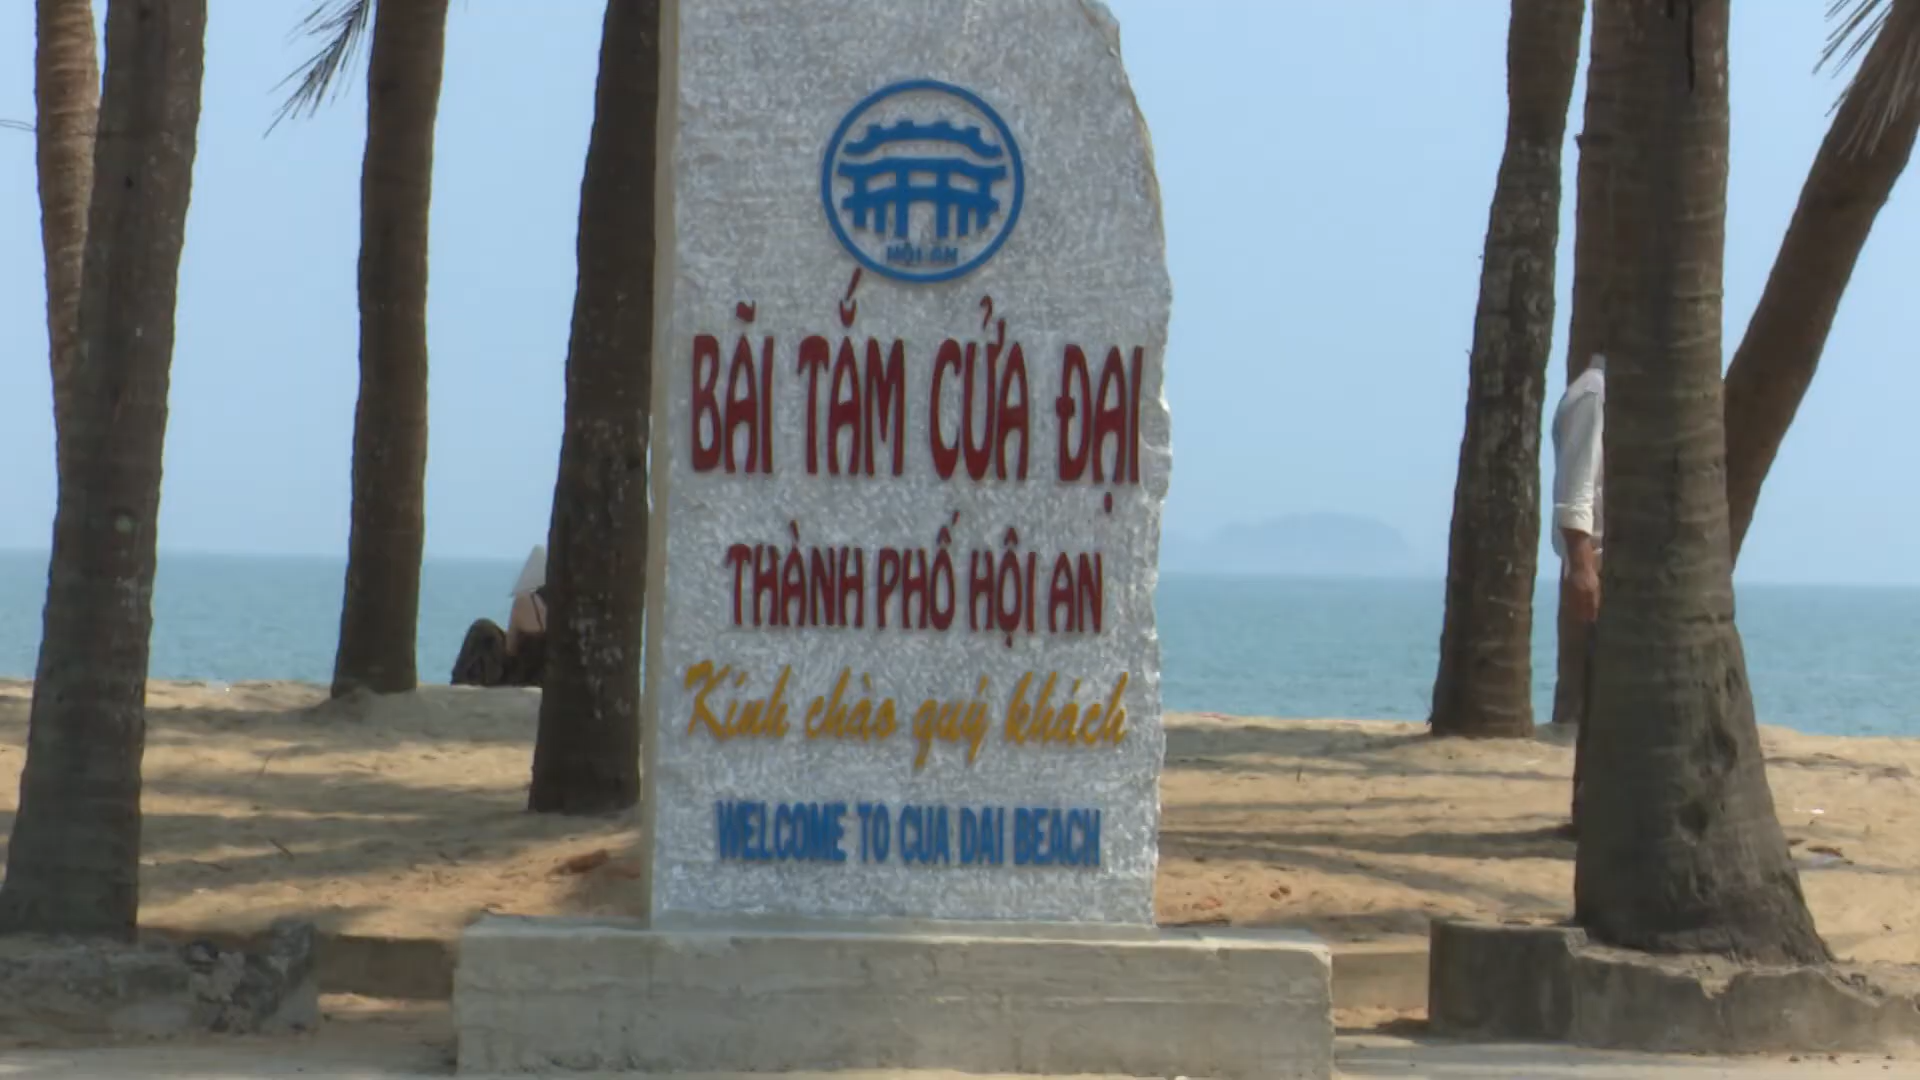 HỘI AN
BÃI TẮM CỬA ĐẠI
THÀNH PHỐ HỘI AN
Kính chào quý khách
WELCOME TO CUA DAI BEACH